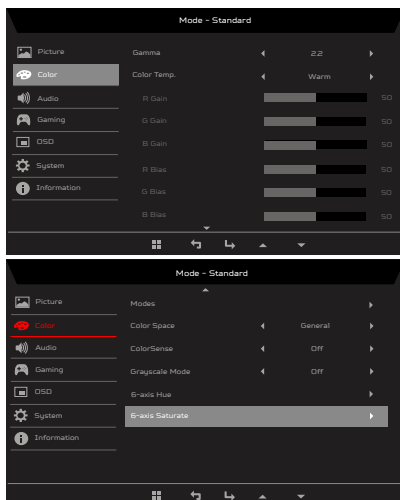 Mode - Standard
Picture
Gamma 2.2
Color
Color Temp. Warm
Audio
R Gain 50
Gaming
G Gain 50
OSD
B Gain 50
System
R Bias 50
Information
G Bias 50
B Bias 50
Mode - Standard
Picture
Modes
Color
Color Space General
Audio
ColorSense Off
Gaming
Grayscale Mode Off
OSD
6-axis Hue
System
6-axis Saturate
Information